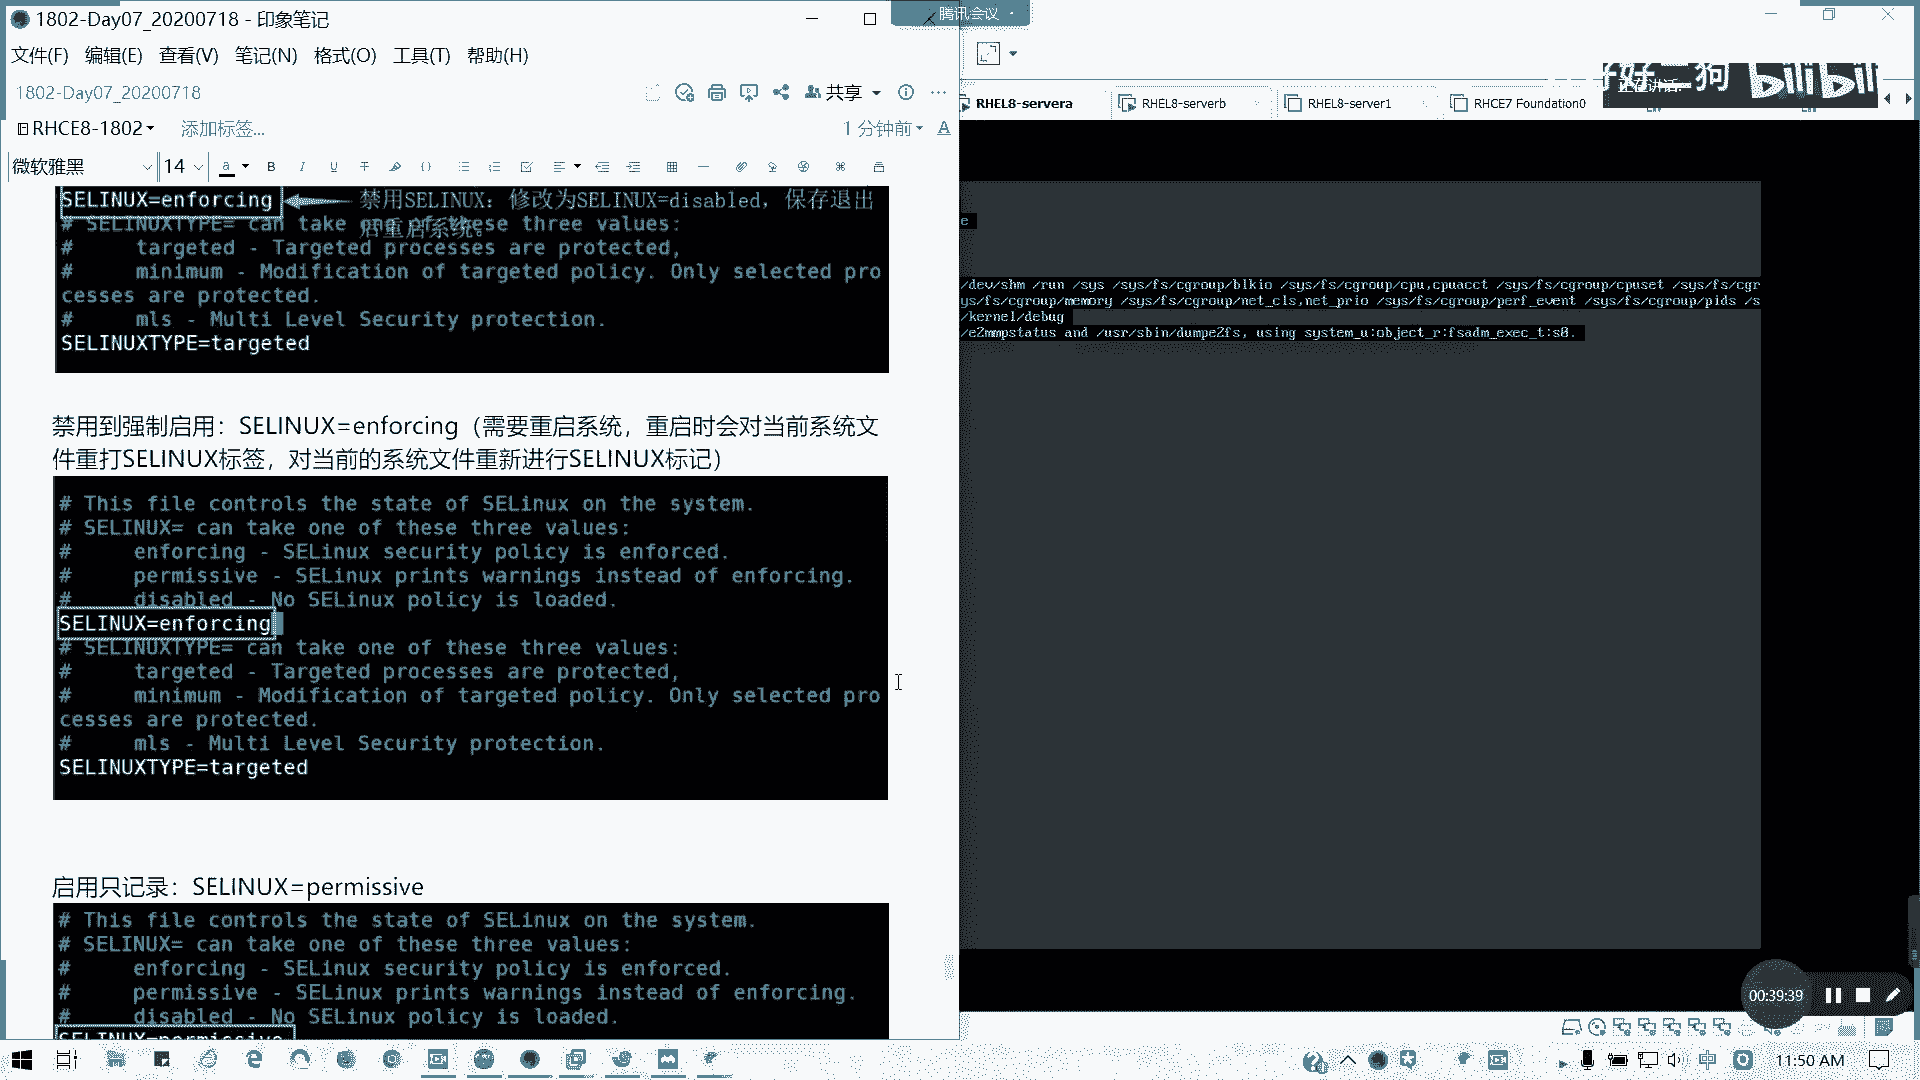 1802-Day07_20200718 - 印象笔记
腾讯会议
文件(F) 编辑(E) 查看(V) 笔记(N) 格式(O) 工具(T) 帮助(H)
1802-Day07_20200718
共享
RHCE8-1802
添加标签...
1 分钟前
微软雅黑
14
SELINUX=enforcing
禁用SELINUX：修改为SELINUX=disabled，保存退出
后重启系统。
# SELINUXTYPE= can take one of these three values:
# targeted - Targeted processes are protected,
# minimum - Modification of targeted policy. Only selected pro
cesses are protected.
# mls - Multi Level Security protection.
SELINUXTYPE=targeted
禁用到强制启用：SELINUX=enforcing（需要重启系统，重启时会对当前系统文
件重打SELINUX标签，对当前的系统文件重新进行SELINUX标记）
# This file controls the state of SELinux on the system.
# SELINUX= can take one of these three values:
# enforcing - SELinux security policy is enforced.
# permissive - SELinux prints warnings instead of enforcing.
# disabled - No SELinux policy is loaded.
SELINUX=enforcing
# SELINUXTYPE= can take one of these three values:
# targeted - Targeted processes are protected,
# minimum - Modification of targeted policy. Only selected pro
cesses are protected.
# mls - Multi Level Security protection.
SELINUXTYPE=targeted
启用只记录：SELINUX=permissive
# This file controls the state of SELinux on the system.
# SELINUX= can take one of these three values:
# enforcing - SELinux security policy is enforced.
# permissive - SELinux prints warnings instead of enforcing.
# disabled - No SELinux policy is loaded.
SELINUX=permissive
RHEL8-servera
RHEL8-serverb
RHEL8-server1
RHCE7 Foundation0
好好二狗 bilibili
正在讲话:
e
/dev/shm /run /sys /sys/fs/cgroup/blkio /sys/fs/cgroup/cpu,cpuacct /sys/fs/cgroup/cpuset /sys/fs/cgr
ys/fs/cgroup/memory /sys/fs/cgroup/net_cls,net_prio /sys/fs/cgroup/perf_event /sys/fs/cgroup/pids /s
/kernel/debug
/e2mmpstatus and /usr/sbin/dumpe2fs, using system_u:object_r:fsadm_exec_t:s0.
00:39:39
中
11:50 AM